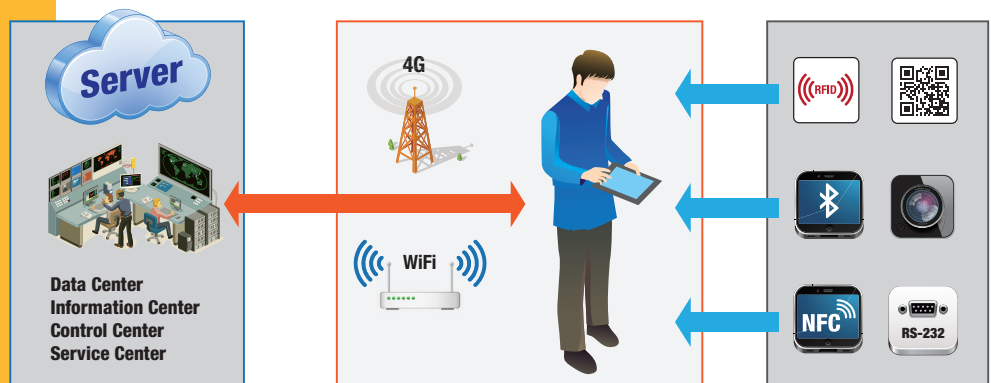 Server
Data Center
Information Center
Control Center
Service Center
4G
WiFi
RFID
NFC
RS-232